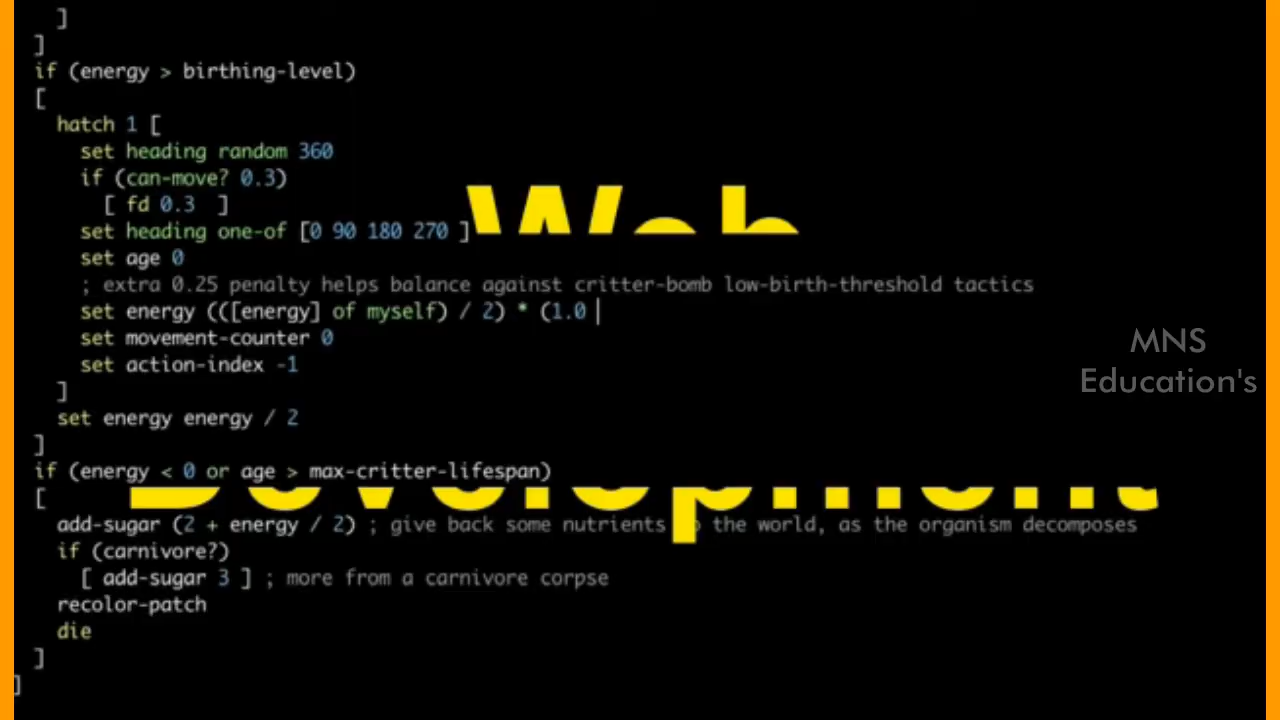 ]
]
if (energy > birthing-level)
[
hatch 1 [
set heading random 360
if (can-move? 0.3)
[ fd 0.3 ]
set heading one-of [0 90 180 270 ]
set age 0
; extra 0.25 penalty helps balance against critter-bomb low-birth-threshold tactics
set energy (([energy] of myself) / 2) * (1.0
set movement-counter 0
set action-index -1
]
set energy energy / 2
]
if (energy < 0 or age > max-critter-lifespan)
[
add-sugar (2 + energy / 2) ; give back some nutrients the world, as the organism decomposes
if (carnivore?)
[ add-sugar 3 ] ; more from a carnivore corpse
recolor-patch
die
]
]
Web
Development
MNS
Education's